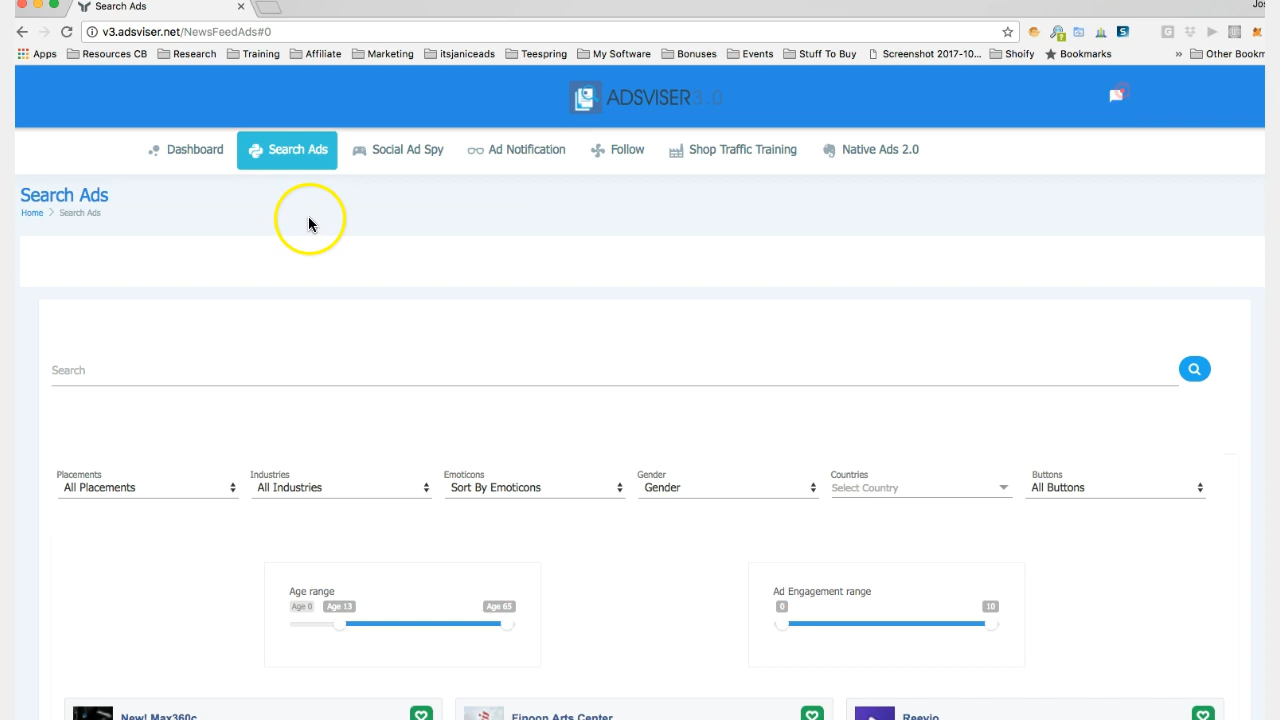 Search Ads
Jos
v3.adsviser.net/NewsFeedAds#0
Apps Resources CB Research Training Affiliate Marketing itsjaniceads Teespring My Software Bonuses Events Stuff To Buy Screenshot 2017-10... Shoify Bookmarks » Other Bookm
ADSVISER3.0
Dashboard Search Ads Social Ad Spy Ad Notification Follow Shop Traffic Training Native Ads 2.0
Search Ads
Home > Search Ads
Search
Placements Industries Emoticons Gender Countries Buttons
All Placements All Industries Sort By Emoticons Gender Select Country All Buttons
Age range Ad Engagement range
Age 0 Age 13 Age 65 0 10
New! Max360c Finoon Arts Center Reevio